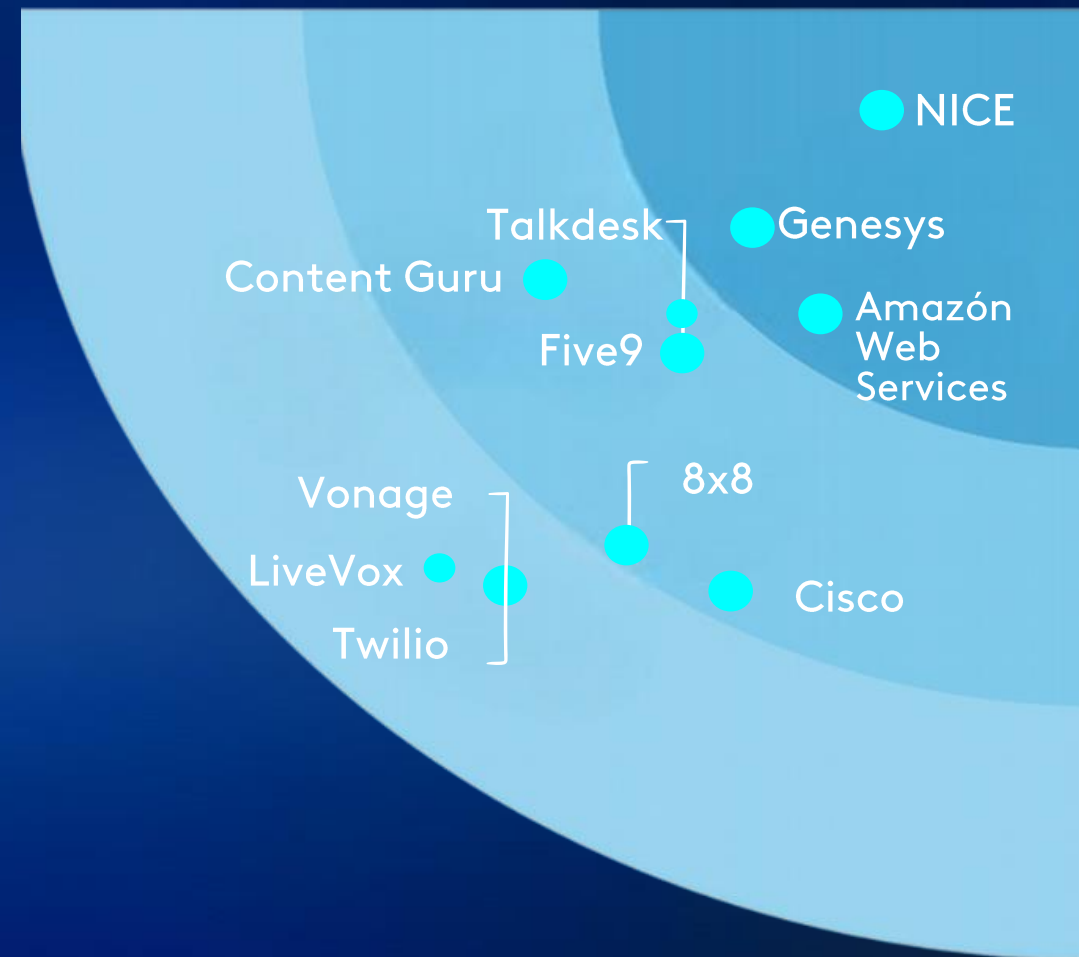 NICE
Talkdesk
Genesys
Content Guru
Amazón
Web
Services
Five9
8x8
Vonage
LiveVox
Cisco
Twilio